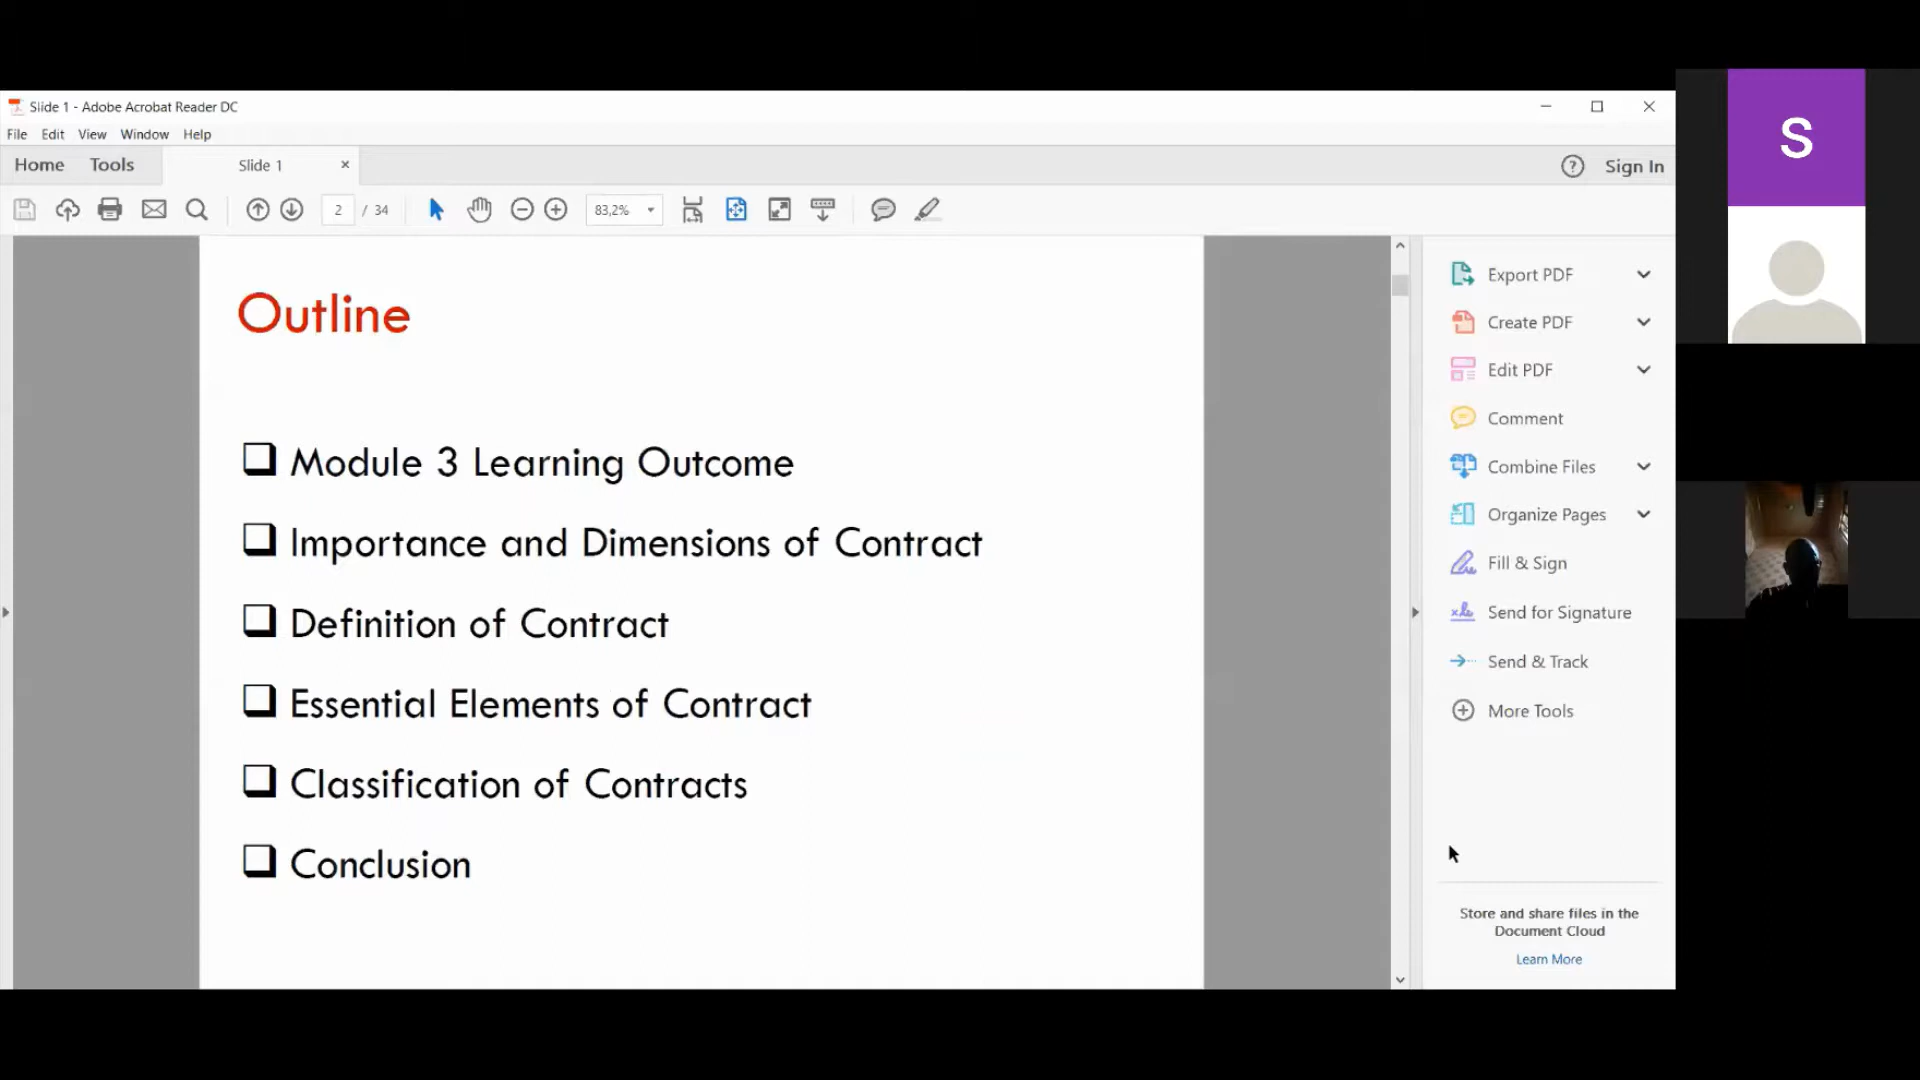 Slide 1 - Adobe Acrobat Reader DC
File Edit View Window Help
Home Tools Slide 1 Sign In
2 / 34 83,2%
Outline
Module 3 Learning Outcome
Importance and Dimensions of Contract
Definition of Contract
Essential Elements of Contract
Classification of Contracts
Conclusion
Export PDF
Create PDF
Edit PDF
Comment
Combine Files
Organize Pages
Fill & Sign
Send for Signature
Send & Track
More Tools
Store and share files in the
Document Cloud
Learn More
S